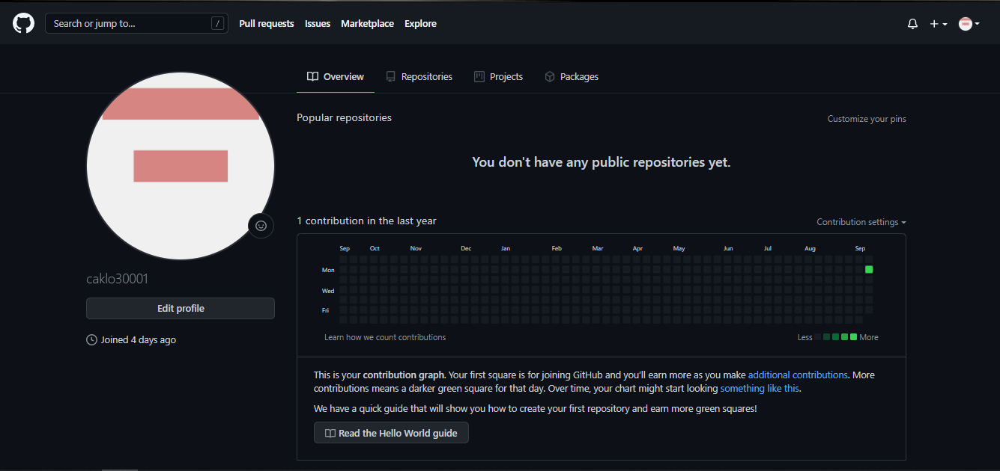 Search or jump to... /
Pull requests
Issues
Marketplace
Explore
Overview
Repositories
Projects
Packages
caklo30001
Edit profile
Joined 4 days ago
Popular repositories
Customize your pins
You don't have any public repositories yet.
1 contribution in the last year
Contribution settings
Sep Oct Nov Dec Jan Feb Mar Apr May Jun Jul Aug Sep
Mon
Wed
Fri
Learn how we count contributions
Less More
This is your contribution graph. Your first square is for joining GitHub and you'll earn more as you make additional contributions. More
contributions means a darker green square for that day. Over time, your chart might start looking something like this.
We have a quick guide that will show you how to create your first repository and earn more green squares!
Read the Hello World guide